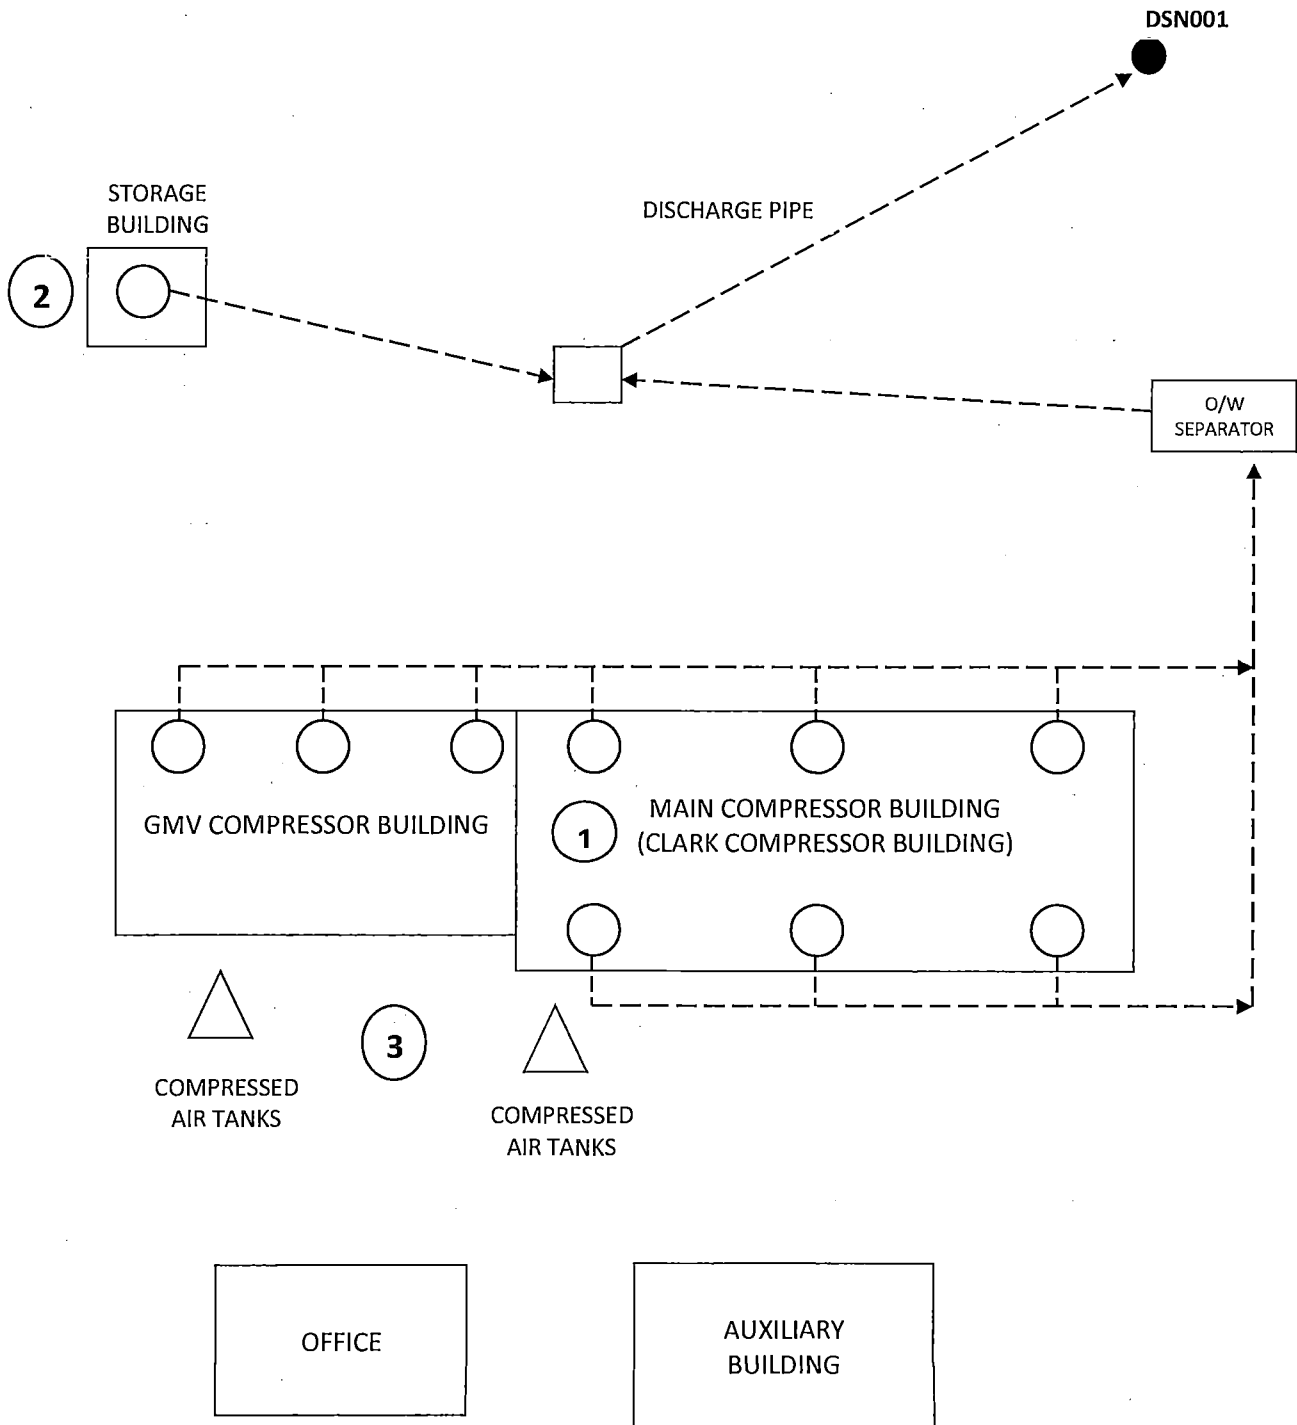 DSN001
STORAGE
BUILDING
DISCHARGE PIPE
2
O/W
SEPARATOR
GMV COMPRESSOR BUILDING
1
MAIN COMPRESSOR BUILDING
(CLARK COMPRESSOR BUILDING)
3
COMPRESSED
AIR TANKS
COMPRESSED
AIR TANKS
OFFICE
AUXILIARY
BUILDING